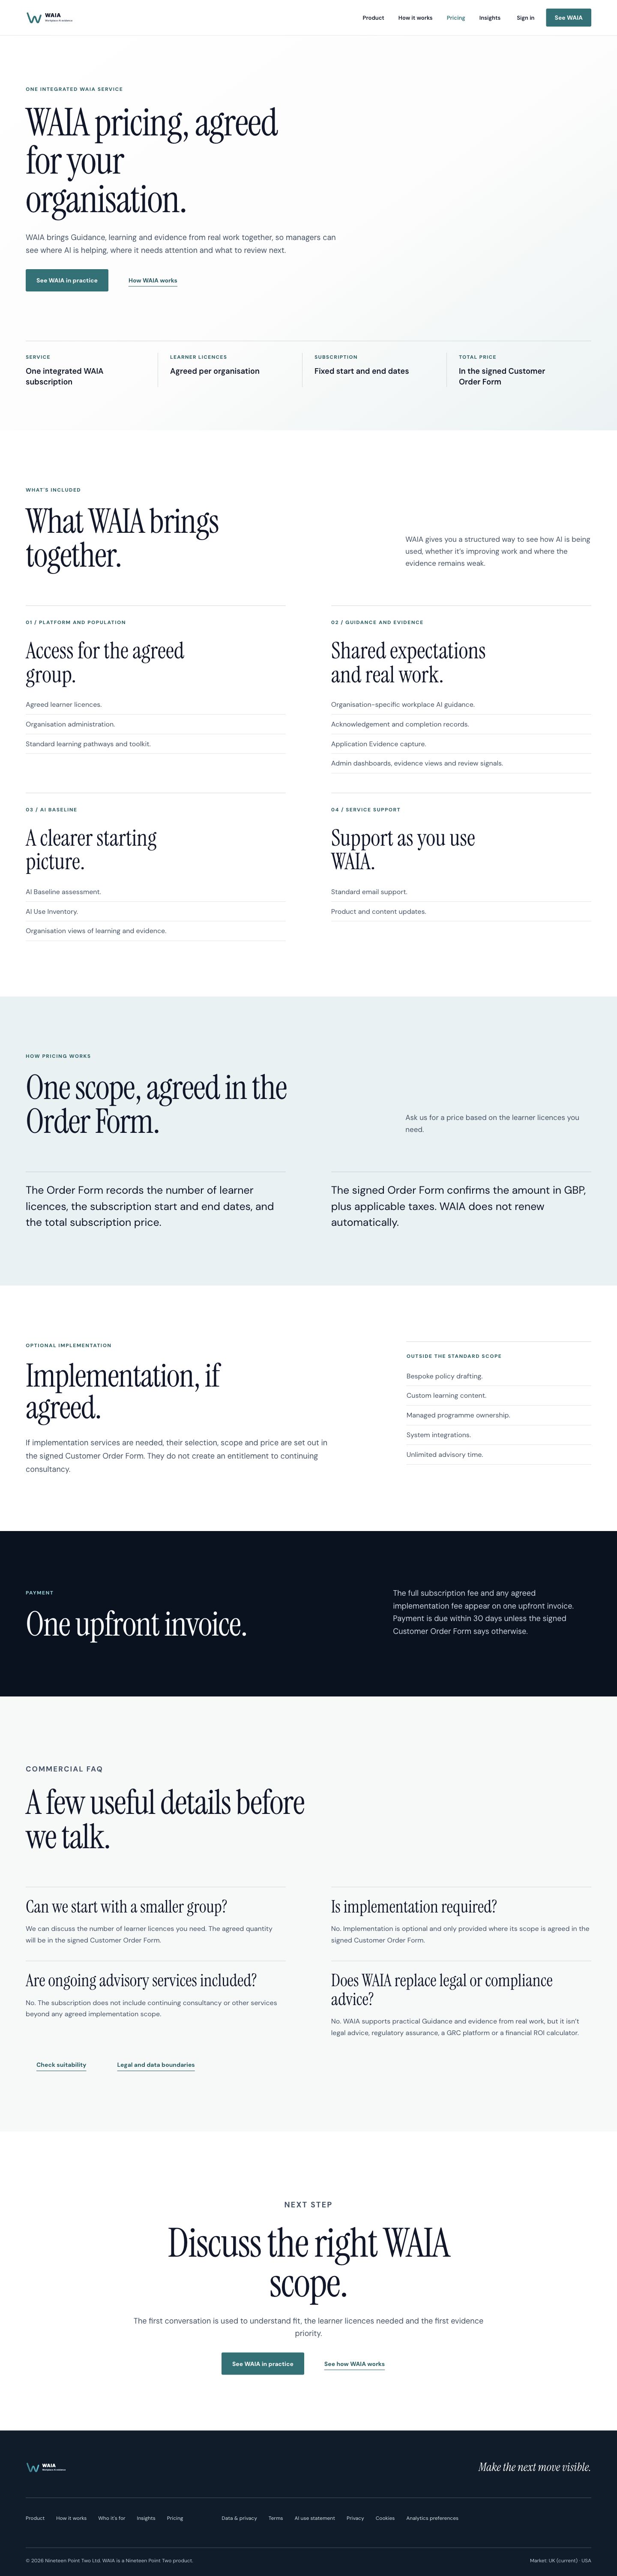 WAIA
Product How it works Pricing Insights Sign in See WAIA
ONE INTEGRATED WAIA SERVICE
WAIA pricing, agreed
for your
organisation.
WAIA brings Guidance, learning and evidence from real work together, so managers can
see where AI is helping, where it needs attention and what to review next.
See WAIA in practice How WAIA works
SERVICE
One integrated WAIA
subscription
LEARNER LICENCES
Agreed per organisation
SUBSCRIPTION
Fixed start and end dates
TOTAL PRICE
In the signed Customer
Order Form
WHAT'S INCLUDED
What WAIA brings
together.
WAIA gives you a structured way to see how AI is being
used, whether it's improving work and where the
evidence remains weak.
01 / PLATFORM AND POPULATION
Access for the agreed
group.
Agreed learner licences.
Organisation administration.
Standard learning pathways and toolkit.
02 / GUIDANCE AND EVIDENCE
Shared expectations
and real work.
Organisation-specific workplace AI guidance.
Acknowledgement and completion records.
Application Evidence capture.
Admin dashboards, evidence views and review signals.
03 / AI BASELINE
A clearer starting
picture.
AI Baseline assessment.
AI Use Inventory.
Organisation views of learning and evidence.
04 / SERVICE SUPPORT
Support as you use
WAIA.
Standard email support.
Product and content updates.
HOW PRICING WORKS
One scope, agreed in the
Order Form.
Ask us for a price based on the learner licences you
need.
The Order Form records the number of learner
licences, the subscription start and end dates, and
the total subscription price.
The signed Order Form confirms the amount in GBP,
plus applicable taxes. WAIA does not renew
automatically.
OPTIONAL IMPLEMENTATION
Implementation, if
agreed.
If implementation services are needed, their selection, scope and price are set out in
the signed Customer Order Form. They do not create an entitlement to continuing
consultancy.
OUTSIDE THE STANDARD SCOPE
Bespoke policy drafting.
Custom learning content.
Managed programme ownership.
System integrations.
Unlimited advisory time.
PAYMENT
One upfront invoice.
The full subscription fee and any agreed
implementation fee appear on one upfront invoice.
Payment is due within 30 days unless the signed
Customer Order Form says otherwise.
COMMERCIAL FAQ
A few useful details before
we talk.
Can we start with a smaller group?
We can discuss the number of learner licences you need. The agreed quantity
will be in the signed Customer Order Form.
Is implementation required?
No. Implementation is optional and only provided where its scope is agreed in the
signed Customer Order Form.
Are ongoing advisory services included?
No. The subscription does not include continuing consultancy or other services
beyond any agreed implementation scope.
Does WAIA replace legal or compliance
advice?
No. WAIA supports practical Guidance and evidence from real work, but it isn't
legal advice, regulatory assurance, a GRC platform or a financial ROI calculator.
Check suitability Legal and data boundaries
NEXT STEP
Discuss the right WAIA
scope.
The first conversation is used to understand fit, the learner licences needed and the first evidence
priority.
See WAIA in practice See how WAIA works
WAIA
Make the next move visible.
Product How it works Who it's for Insights Pricing Data & privacy Terms AI use statement Privacy Cookies Analytics preferences
© 2026 Nineteen Point Two Ltd. WAIA is a Nineteen Point Two product.
Market: UK (current) · USA